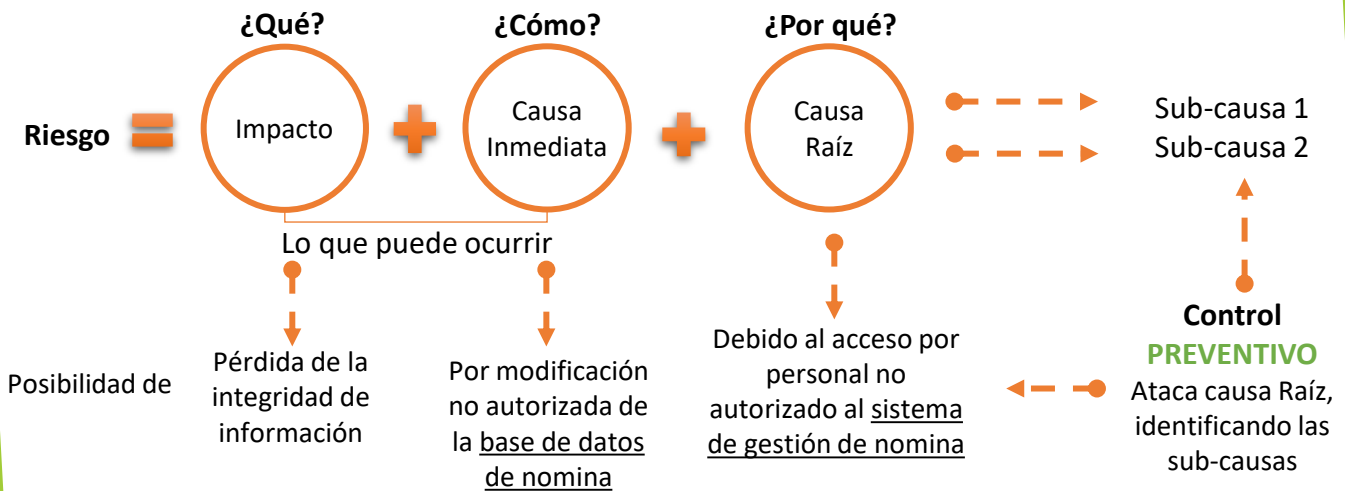 ¿Qué?
¿Cómo?
¿Por qué?
Riesgo
Impacto
Causa
Inmediata
Causa
Raíz
Sub-causa 1
Sub-causa 2
Lo que puede ocurrir
Posibilidad de
Pérdida de la
integridad de
información
Por modificación
no autorizada de
la base de datos
de nomina
Debido al acceso por
personal no
autorizado al sistema
de gestión de nomina
Control
PREVENTIVO
Ataca causa Raíz,
identificando las
sub-causas